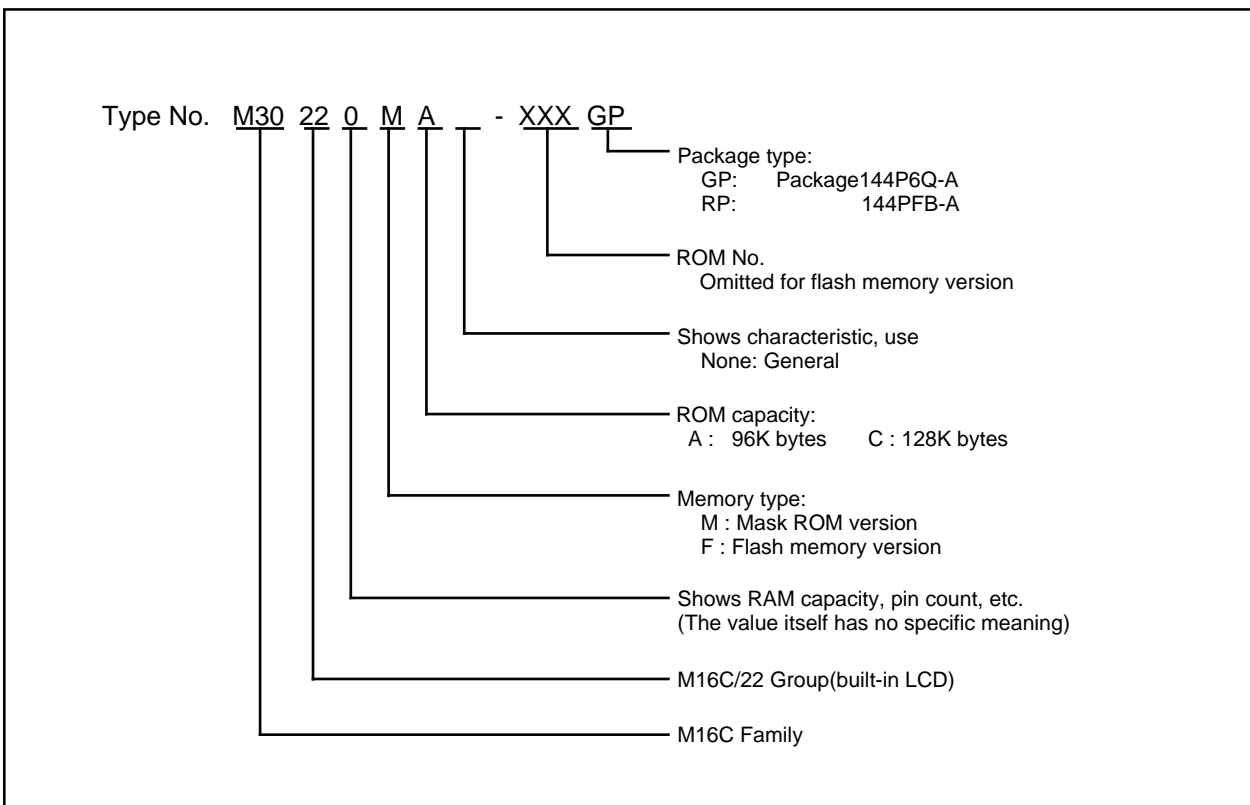 Type No. M30 22 0 M A - XXX GP
Package type:
GP: Package144P6Q-A
RP: 144PFB-A
ROM No.
Omitted for flash memory version
Shows characteristic, use
None: General
ROM capacity:
A : 96K bytes C : 128K bytes
Memory type:
M : Mask ROM version
F : Flash memory version
Shows RAM capacity, pin count, etc.
(The value itself has no specific meaning)
M16C/22 Group(built-in LCD)
M16C Family